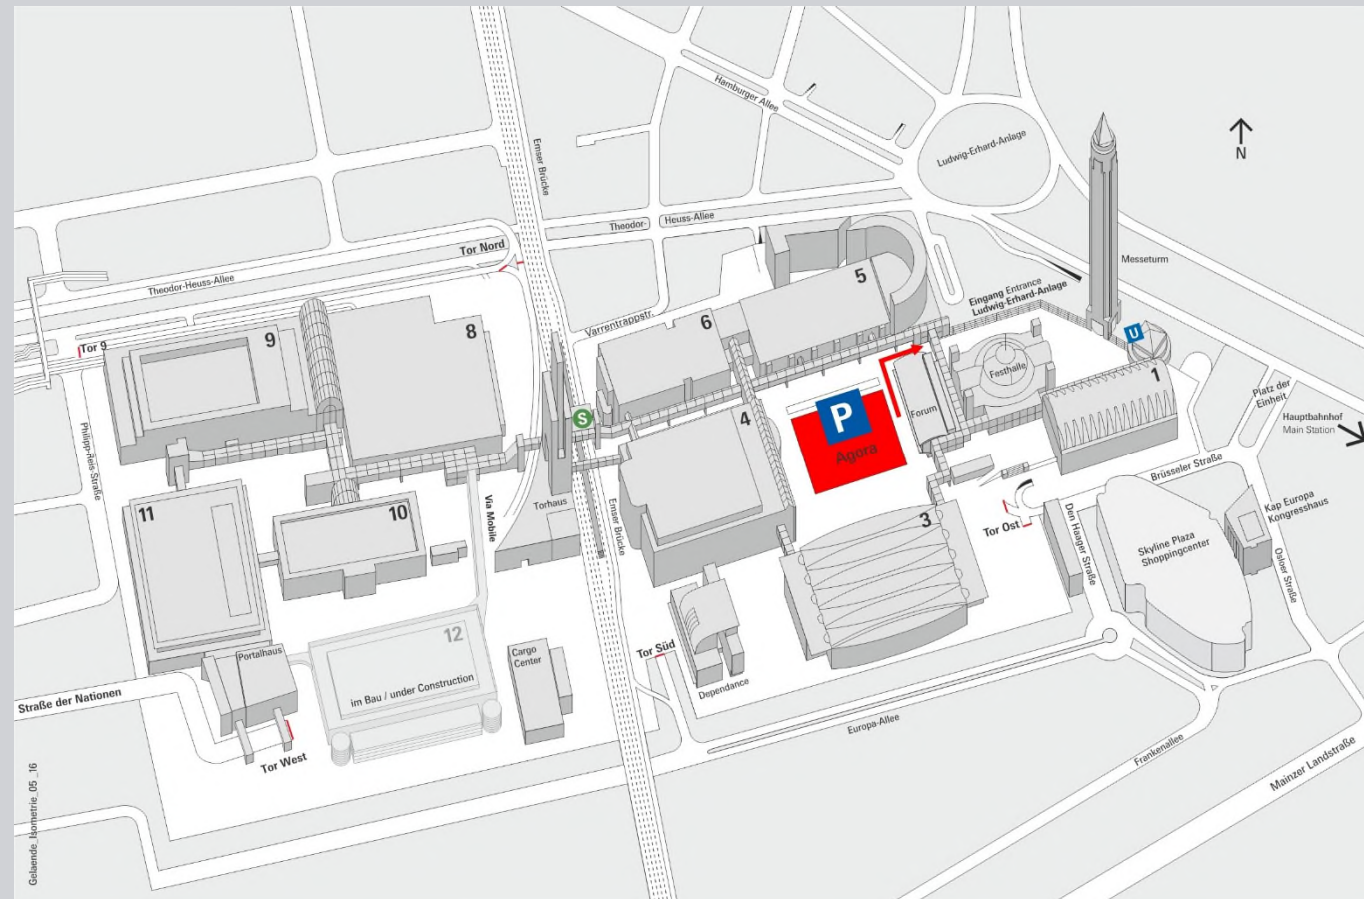 Hamburger Allee
Emser Brücke
Ludwig-Erhard-Anlage
N
Theodor-
Heuss-Allee
Tor Nord
Messeturm
Theodor-Heuss-Allee
5
Eingang Entrance
Ludwig-Erhard-Anlage
Varrentrappstr.
6
U
Tor 9
9
8
Festhalle
1
Platz der
Einheit
Forum
P
Agora
S
4
Hauptbahnhof
Main Station
Philipp-Reis-Straße
Brüsseler Straße
Via Mobile
Torhaus
Emser Brücke
11
10
3
Tor Ost
Den Haager Straße
Kap Europa
Kongresshaus
Skyline Plaza
Shoppingcenter
Osloer Straße
12
Portalhaus
im Bau / under Construction
Cargo
Center
Tor Süd
Dependance
Straße der Nationen
Europa-Allee
Tor West
Frankenallee
Mainzer Landstraße
Gelaende_Isometrie_05 _16